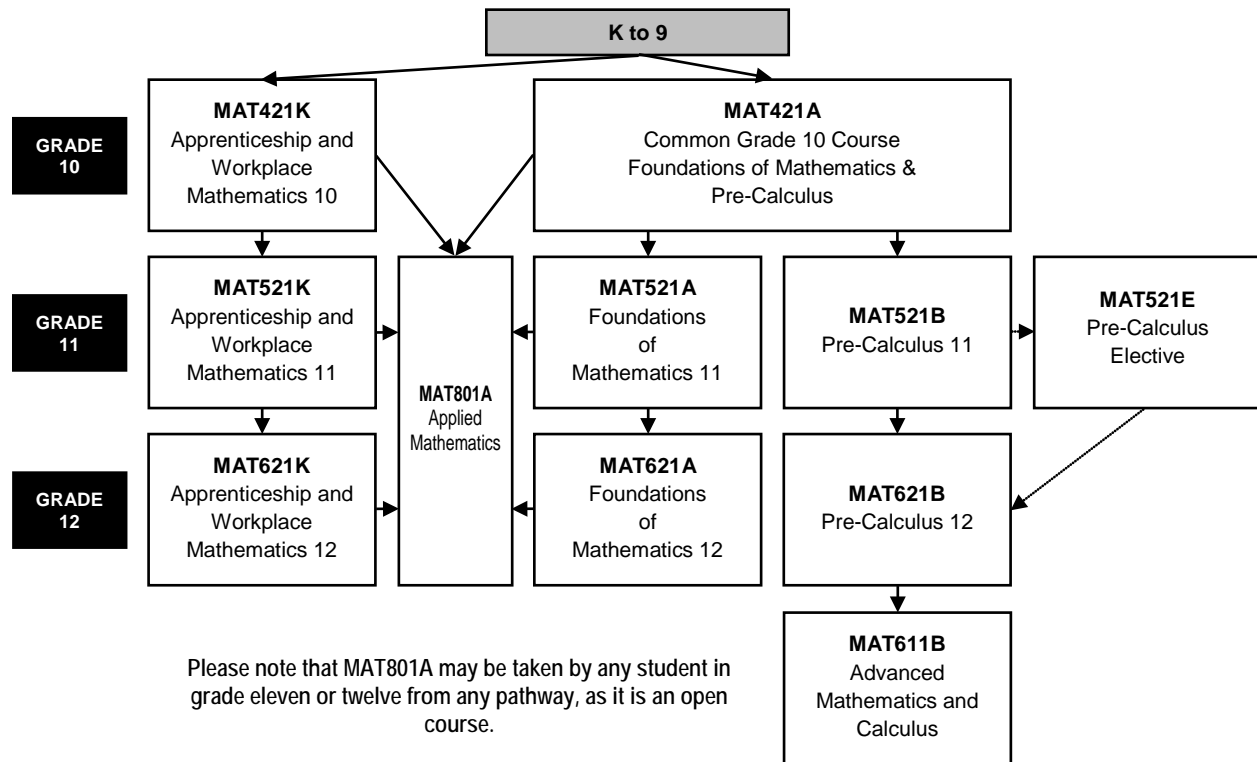 K to 9
GRADE
10
MAT421K
Apprenticeship and
Workplace
Mathematics 10
MAT421A
Common Grade 10 Course
Foundations of Mathematics &
Pre-Calculus
GRADE
11
MAT521K
Apprenticeship and
Workplace
Mathematics 11
MAT801A
Applied
Mathematics
MAT521A
Foundations
of
Mathematics 11
MAT521B
Pre-Calculus 11
MAT521E
Pre-Calculus
Elective
GRADE
12
MAT621K
Apprenticeship and
Workplace
Mathematics 12
MAT621A
Foundations
of
Mathematics 12
MAT621B
Pre-Calculus 12
MAT611B
Advanced
Mathematics and
Calculus
Please note that MAT801A may be taken by any student in
grade eleven or twelve from any pathway, as it is an open
course.